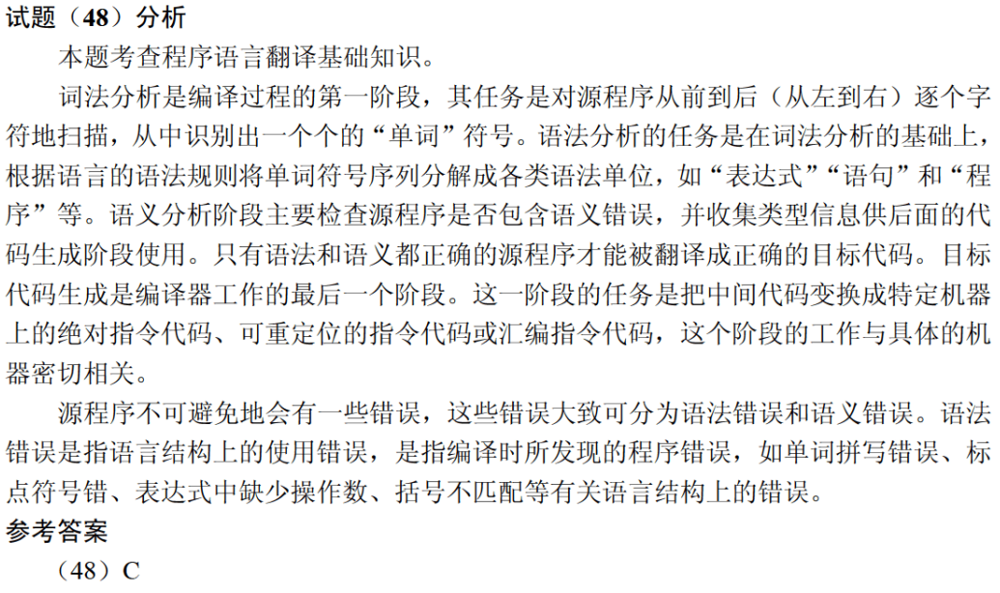 试题（48）分析
本题考查程序语言翻译基础知识。
词法分析是编译过程的第一阶段，其任务是对源程序从前到后（从左到右）逐个字
符地扫描，从中识别出一个个的“单词”符号。语法分析的任务是在词法分析的基础上，
根据语言的语法规则将单词符号序列分解成各类语法单位，如“表达式”“语句”和“程
序”等。语义分析阶段主要检查源程序是否包含语义错误，并收集类型信息供后面的代
码生成阶段使用。只有语法和语义都正确的源程序才能被翻译成正确的目标代码。目标
代码生成是编译器工作的最后一个阶段。这一阶段的任务是把中间代码变换成特定机器
上的绝对指令代码、可重定位的指令代码或汇编指令代码，这个阶段的工作与具体的机
器密切相关。
源程序不可避免地会有一些错误，这些错误大致可分为语法错误和语义错误。语法
错误是指语言结构上的使用错误，是指编译时所发现的程序错误，如单词拼写错误、标
点符号错、表达式中缺少操作数、括号不匹配等有关语言结构上的错误。
参考答案
（48）C